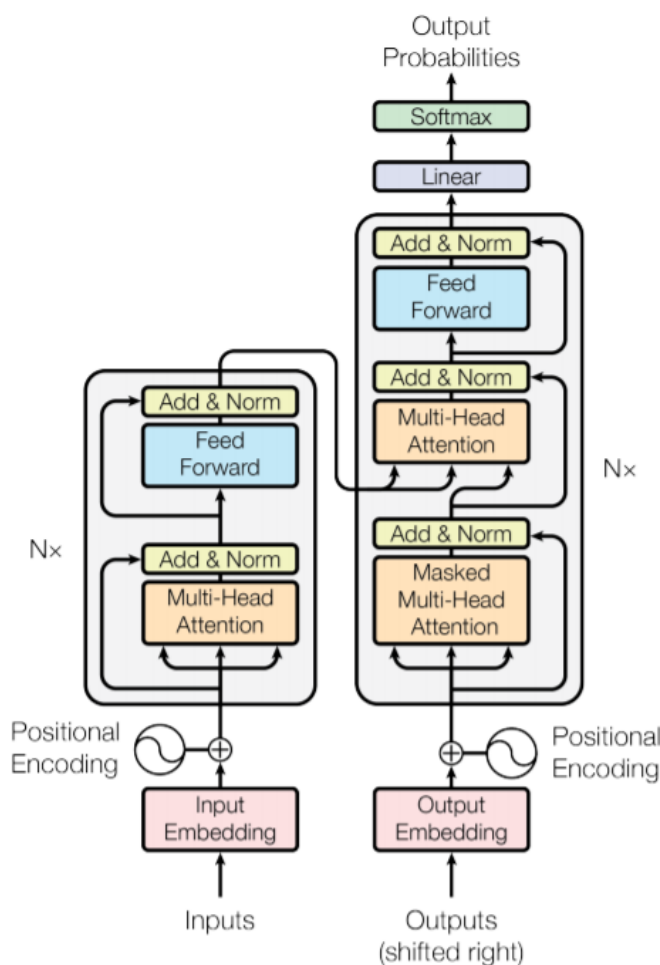 Output
Probabilities
Softmax
Linear
Add & Norm
Feed
Forward
Add & Norm
Multi-Head
Attention
Add & Norm
Masked
Multi-Head
Attention
N×
Add & Norm
Feed
Forward
Add & Norm
Multi-Head
Attention
N×
Positional
Encoding
Positional
Encoding
Input
Embedding
Output
Embedding
Inputs
Outputs
(shifted right)